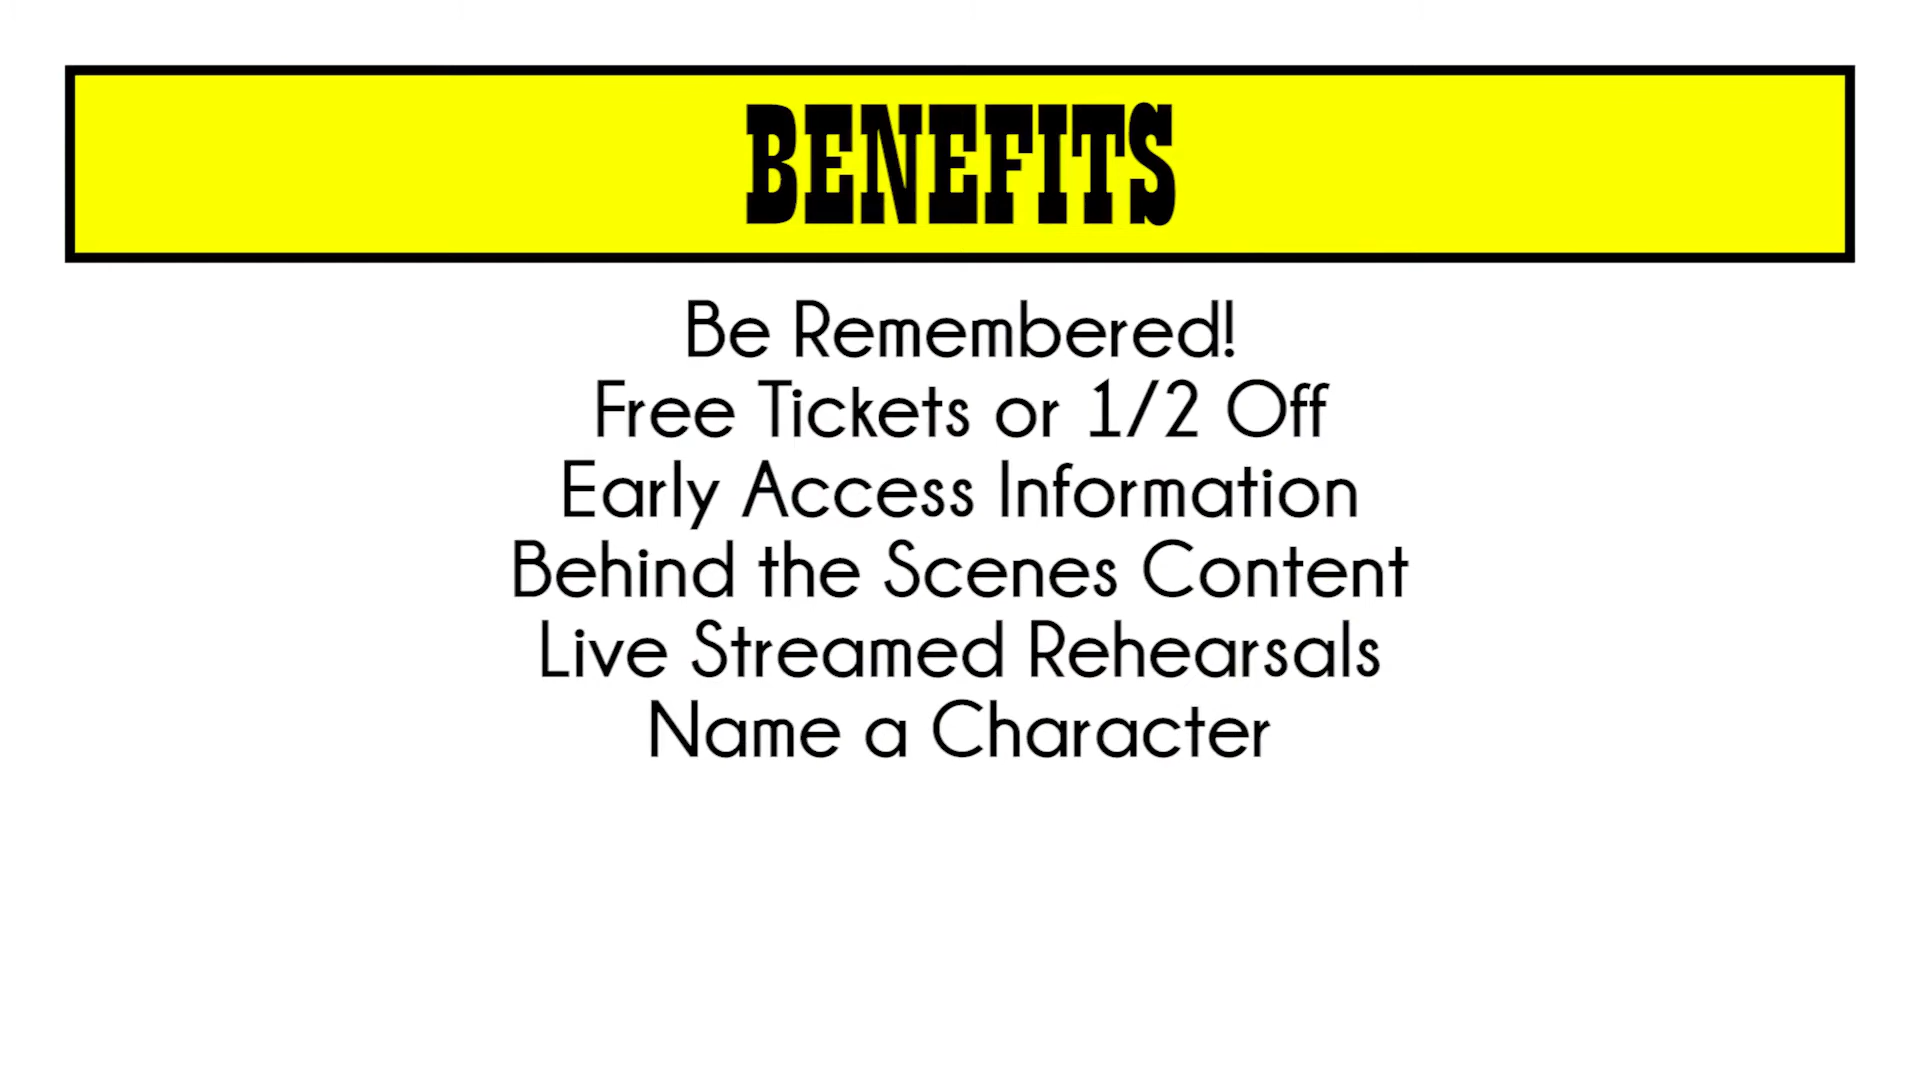 BENEFITS
Be Remembered!
Free Tickets or 1/2 Off
Early Access Information
Behind the Scenes Content
Live Streamed Rehearsals
Name a Character